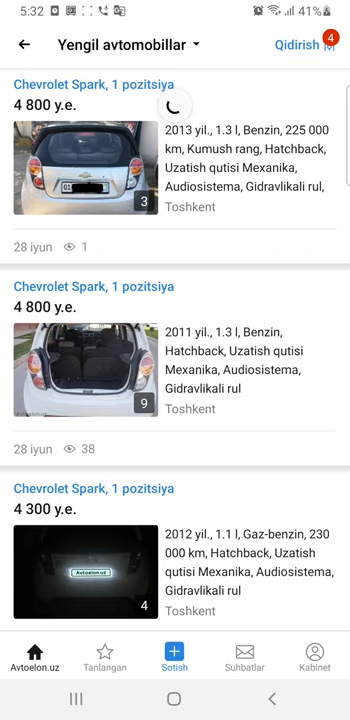 5:32
41%
Yengil avtomobillar
Qidirish
4
Chevrolet Spark, 1 pozitsiya
4 800 y.e.
2013 yil., 1.3 l, Benzin, 225 000
km, Kumush rang, Hatchback,
Uzatish qutisi Mexanika,
Audiosistema, Gidravlikali rul,
3
Toshkent
28 iyun
1
Chevrolet Spark, 1 pozitsiya
4 800 y.e.
2011 yil., 1.3 l, Benzin,
Hatchback, Uzatish qutisi
Mexanika, Audiosistema,
Gidravlikali rul
9
Toshkent
28 iyun
38
Chevrolet Spark, 1 pozitsiya
4 300 y.e.
2012 yil., 1.1 l, Gaz-benzin, 230
000 km, Hatchback, Uzatish
qutisi Mexanika, Audiosistema,
Gidravlikali rul
Avtoelon.uz
4
Toshkent
Avtoelon.uz
Tanlangan
Sotish
Suhbatlar
Kabinet